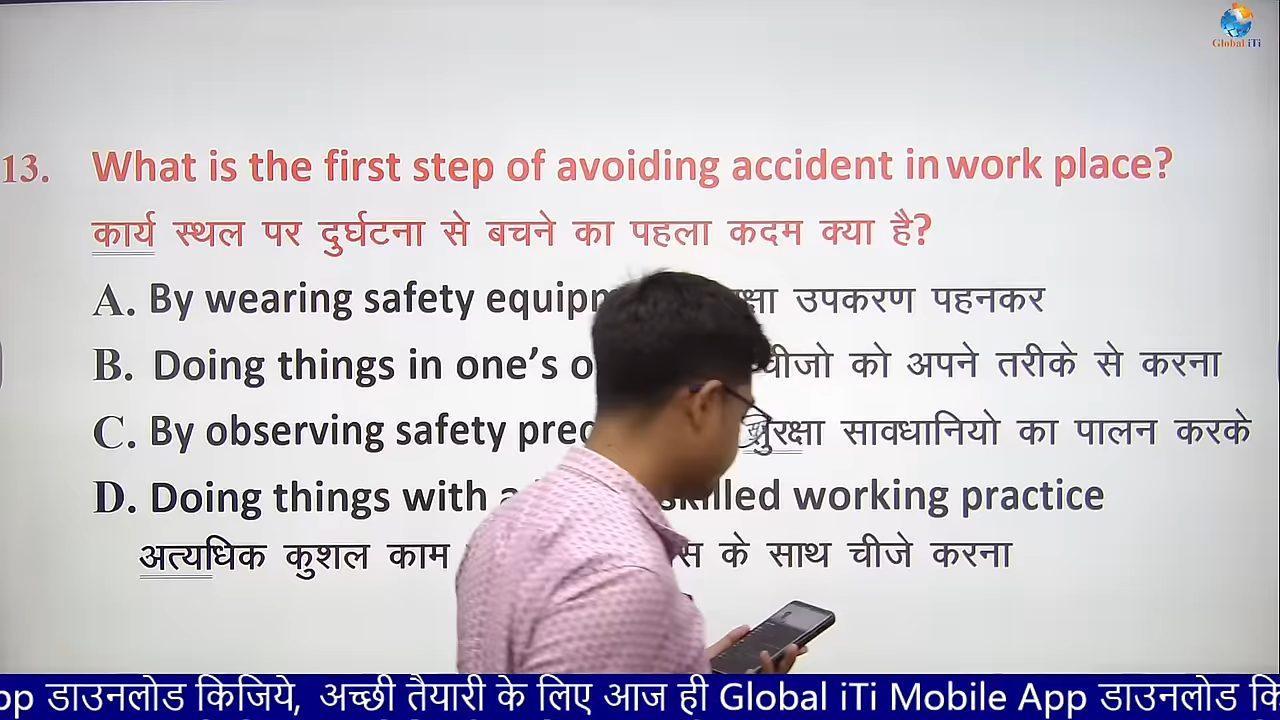 Global iTi
13. What is the first step of avoiding accident in work place?
कार्य स्थल पर दुर्घटना से बचने का पहला कदम क्या है?
A. By wearing safety उपकरण पहनकर
B. Doing things in one's चीजो को अपने तरीके से करना
C. By observing safety सुरक्षा सावधानियो का पालन करके
D. Doing things with skilled working practice
अत्यधिक कुशल काम के साथ चीजे करना
डाउनलोड किजिये, अच्छी तैयारी के लिए आज ही Global iTi Mobile App डाउनलोड